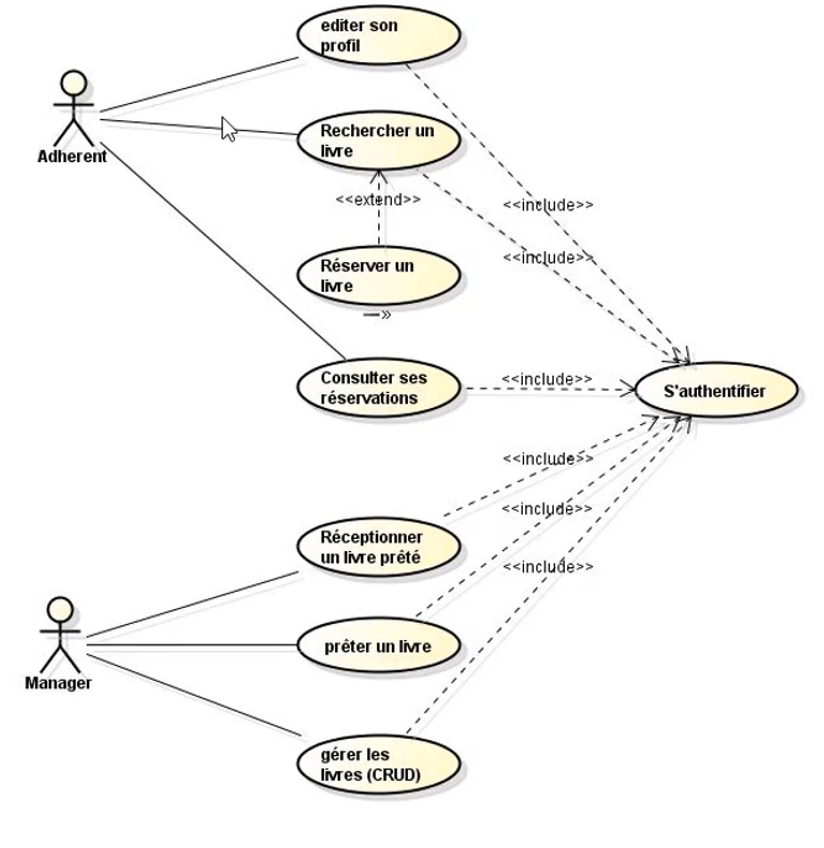 editer son
profil
Adherent
Rechercher un
livre
<<extend>>
<<include>>
<<include>>
Réserver un
livre
Consulter ses
réservations
<<include>>
S'authentifier
<<include>>
<<include>>
<<include>>
Réceptionner
un livre prêté
Manager
prêter un livre
gérer les
livres (CRUD)